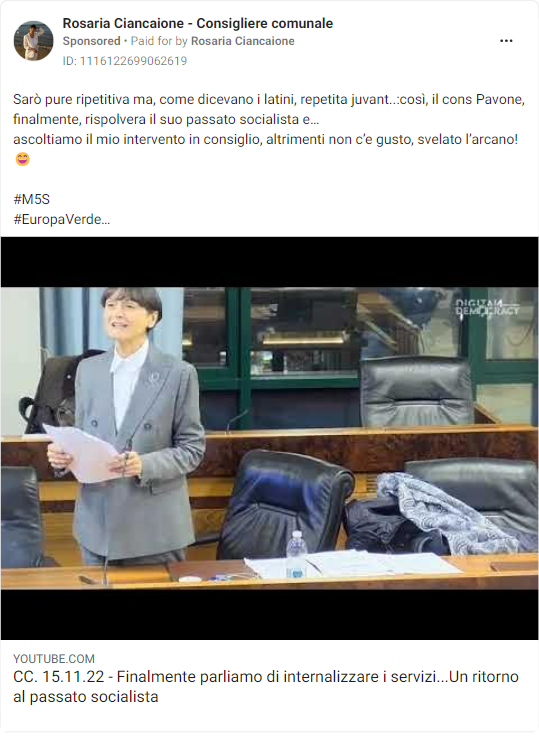 Rosaria Ciancaione - Consigliere comunale
Sponsored • Paid for by Rosaria Ciancaione
ID: 1116122699062619
Sarò pure ripetitiva ma, come dicevano i latini, repetita juvant..:così, il cons Pavone,
finalmente, rispolvera il suo passato socialista e…
ascoltiamo il mio intervento in consiglio, altrimenti non c’e gusto, svelato l’arcano!
😄
#M5S
#EuropaVerde…
DIGITAM
DEMOCRACY
YOUTUBE.COM
CC. 15.11.22 - Finalmente parliamo di internalizzare i servizi...Un ritorno
al passato socialista